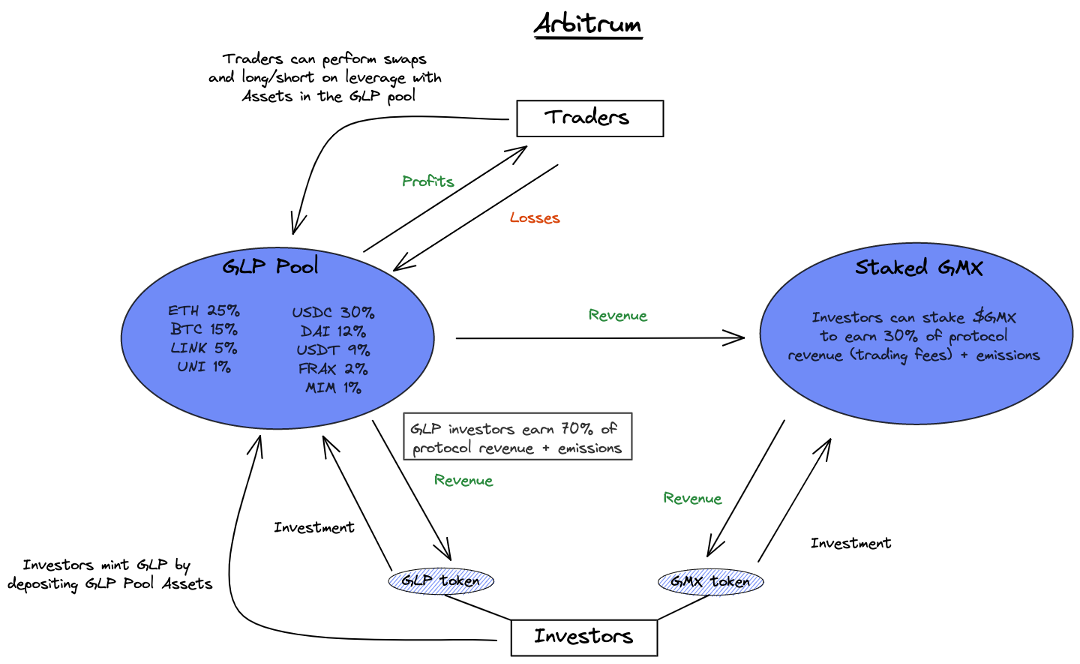 Arbitrum
Traders can perform swaps
and long/short on leverage with
Assets in the GLP pool
Traders
Profits
Losses
GLP Pool
ETH 25%
BTC 15%
LINK 5%
UNI 1%
USDC 30%
DAI 12%
USDT 9%
FRAX 2%
MIM 1%
Revenue
Staked GMX
Investors can stake $GMX
to earn 30% of protocol
revenue (trading fees) + emissions
GLP investors earn 70% of
protocol revenue + emissions
Revenue
Revenue
Investment
Investment
Investors mint GLP by
depositing GLP Pool Assets
GLP token
GMX token
Investors